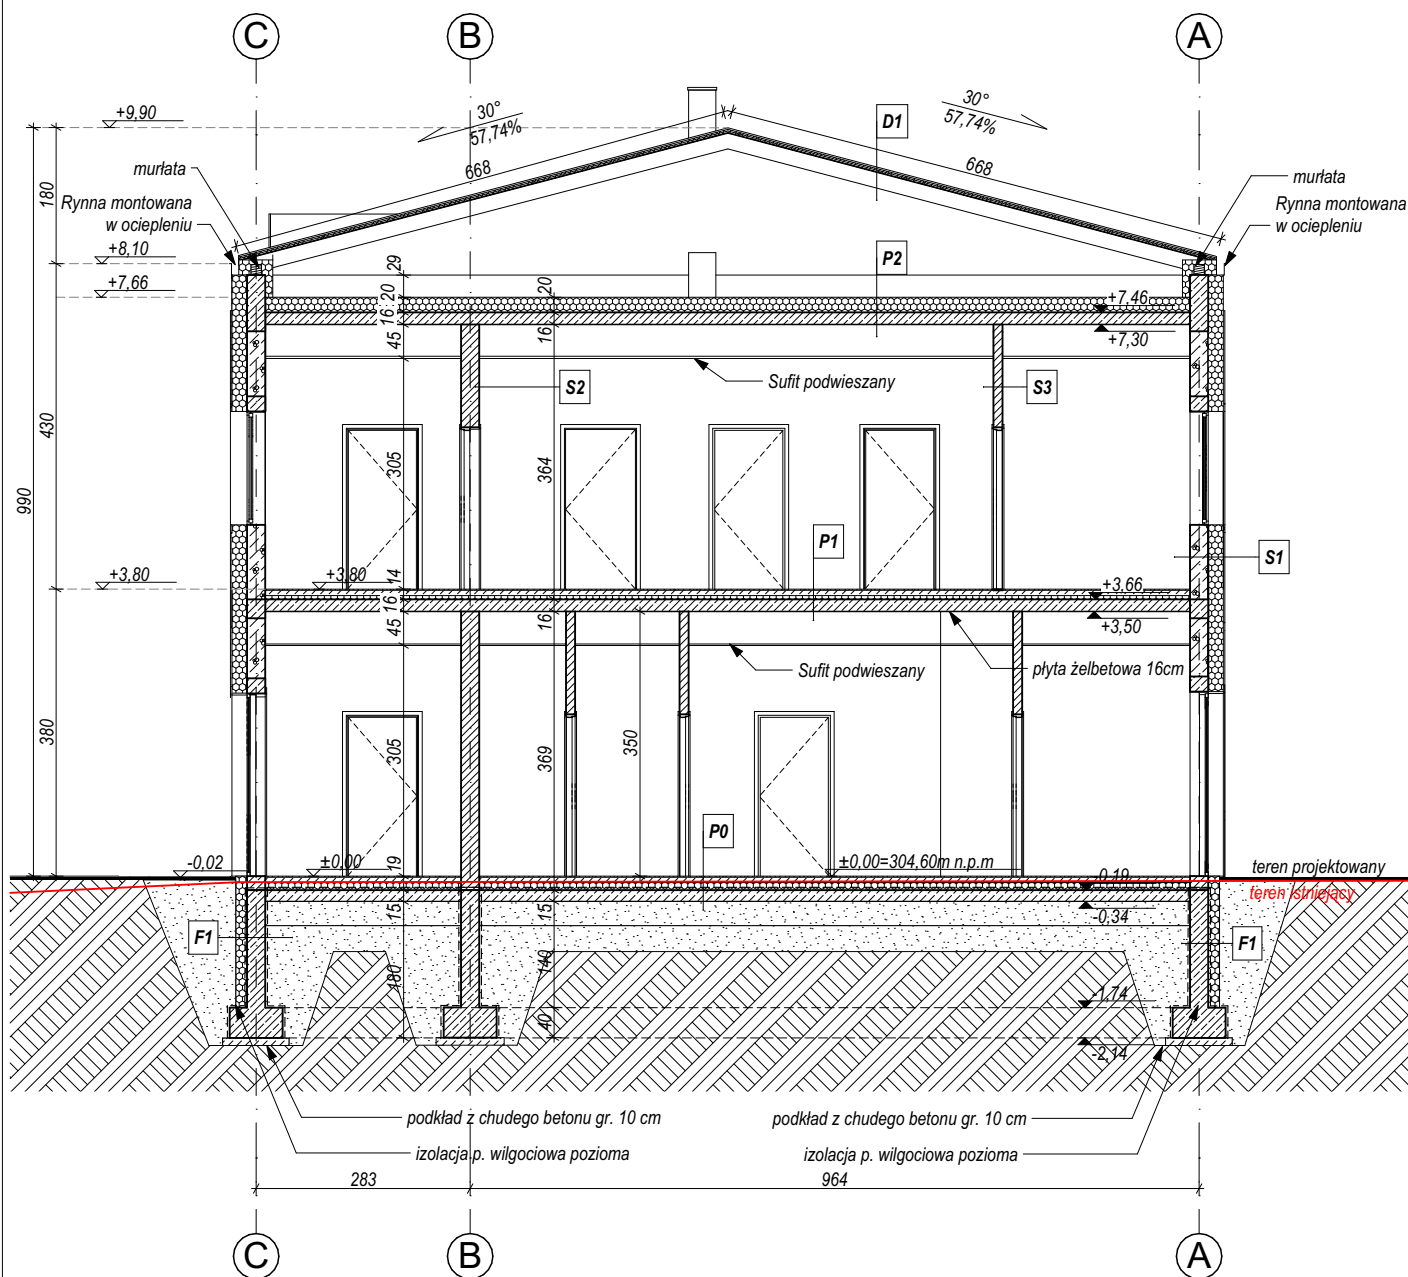 C
B
A
+9,90
30°
57,74%
D1
30°
57,74%
180
murłata
Rynna montowana
w ociepleniu
+8,10
+7,66
668
668
murłata
Rynna montowana
w ociepleniu
P2
29
20
16
45
20
16
+7,46
+7,30
Sufit podwieszany
S2
S3
990
430
305
364
P1
S1
+3,80
+3,80
14
16
45
16
+3,66
+3,50
Sufit podwieszany
płyta żelbetowa 16cm
380
305
369
350
P0
-0,02
±0,00
19
±0,00=304,60m n.p.m
-0,19
teren projektowany
teren istniejący
15
15
-0,34
F1
F1
180
140
-1,74
40
-2,14
podkład z chudego betonu gr. 10 cm
podkład z chudego betonu gr. 10 cm
izolacja p. wilgociowa pozioma
izolacja p. wilgociowa pozioma
283
964
C
B
A